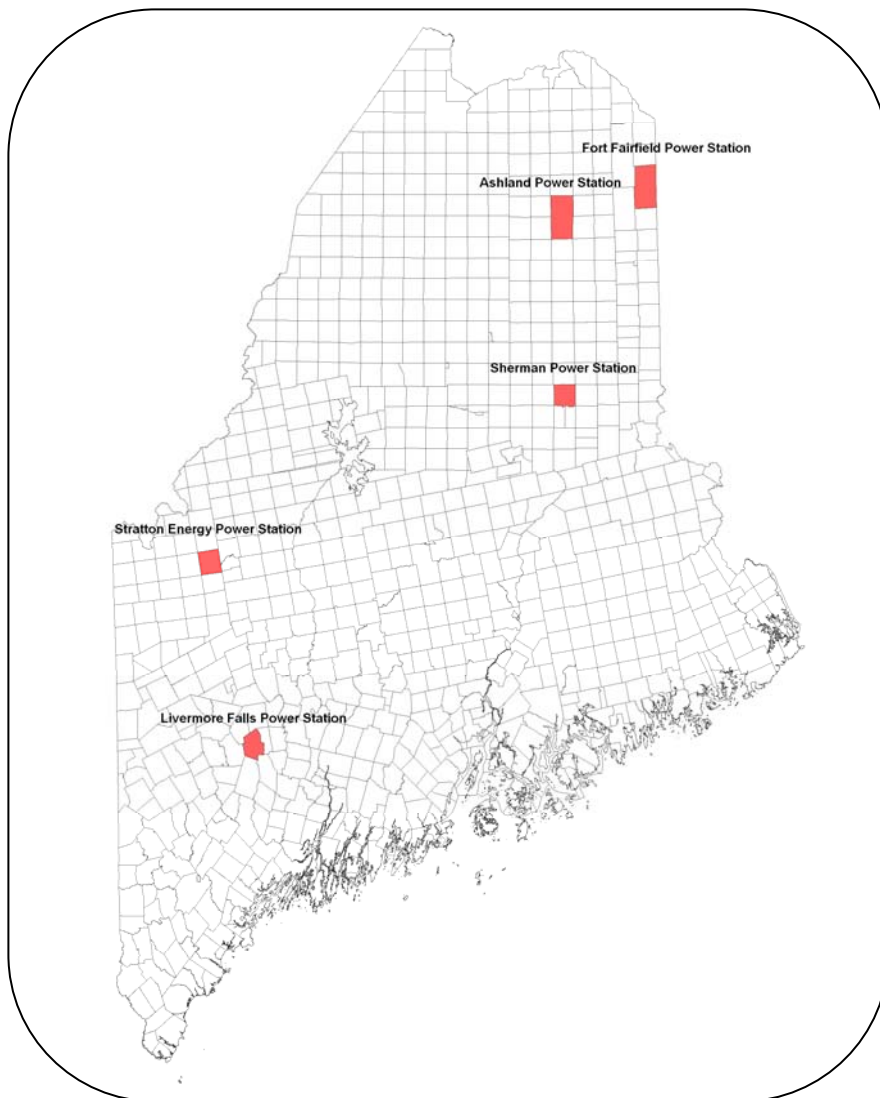 Fort Fairfield Power Station
Ashland Power Station
Sherman Power Station
Stratton Energy Power Station
Livermore Falls Power Station